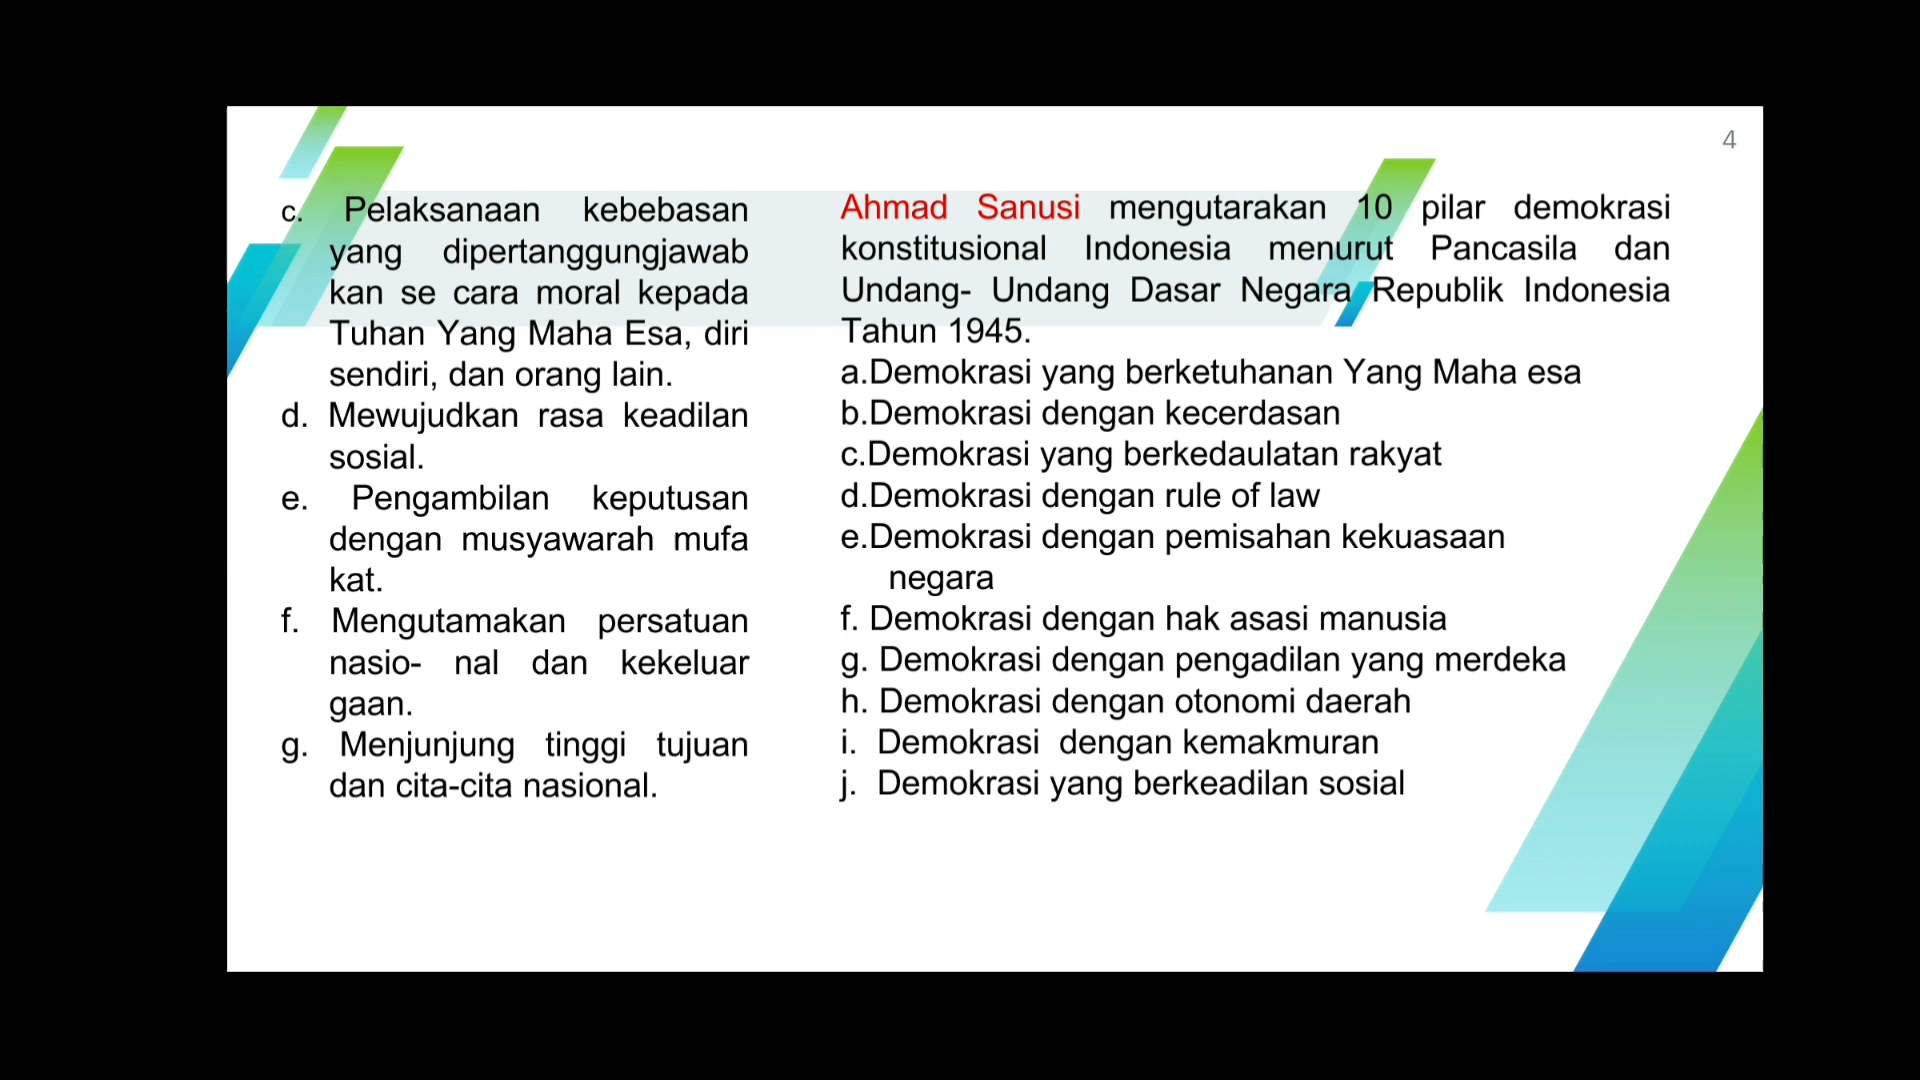 4
c. Pelaksanaan kebebasan
yang dipertanggungjawab
kan se cara moral kepada
Tuhan Yang Maha Esa, diri
sendiri, dan orang lain.
d. Mewujudkan rasa keadilan
sosial.
e. Pengambilan keputusan
dengan musyawarah mufa
kat.
f. Mengutamakan persatuan
nasio- nal dan kekeluar
gaan.
g. Menjunjung tinggi tujuan
dan cita-cita nasional.
Ahmad Sanusi mengutarakan 10 pilar demokrasi
konstitusional Indonesia menurut Pancasila dan
Undang- Undang Dasar Negara Republik Indonesia
Tahun 1945.
a.Demokrasi yang berketuhanan Yang Maha esa
b.Demokrasi dengan kecerdasan
c.Demokrasi yang berkedaulatan rakyat
d.Demokrasi dengan rule of law
e.Demokrasi dengan pemisahan kekuasaan
negara
f. Demokrasi dengan hak asasi manusia
g. Demokrasi dengan pengadilan yang merdeka
h. Demokrasi dengan otonomi daerah
i. Demokrasi dengan kemakmuran
j. Demokrasi yang berkeadilan sosial